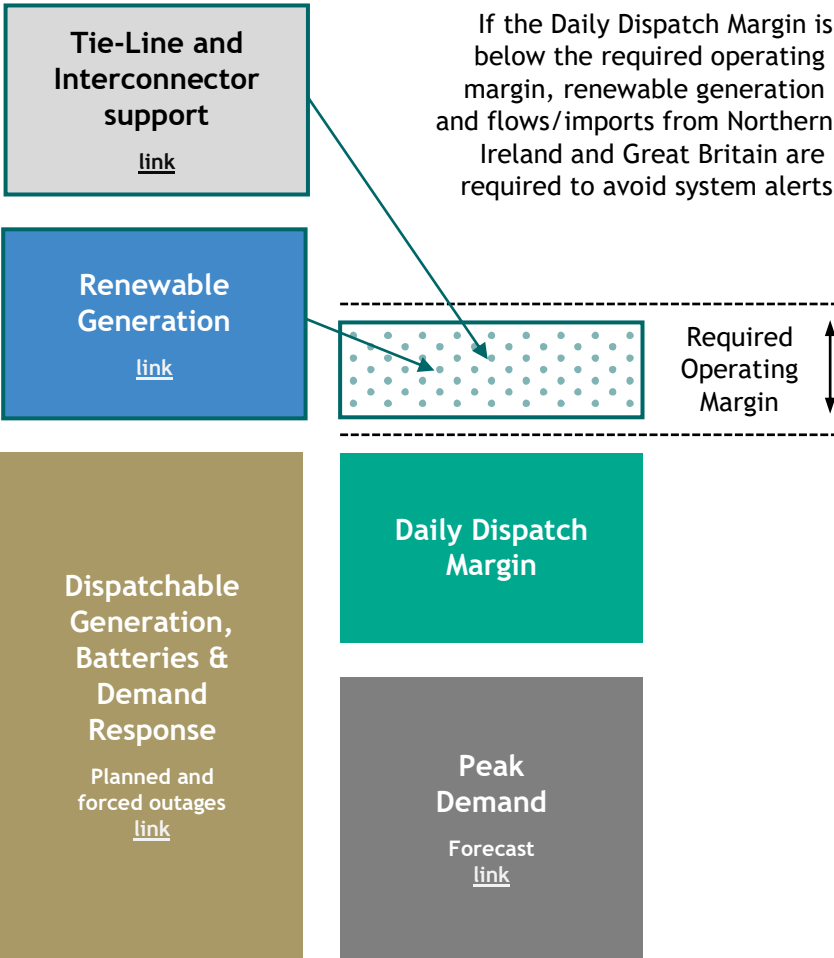 Tie-Line and
Interconnector
support
link
If the Daily Dispatch Margin is
below the required operating
margin, renewable generation
and flows/imports from Northern
Ireland and Great Britain are
required to avoid system alerts
Renewable
Generation
link
Required
Operating
Margin
Daily Dispatch
Margin
Dispatchable
Generation,
Batteries &
Demand
Response
Planned and
forced outages
link
Peak
Demand
Forecast
link